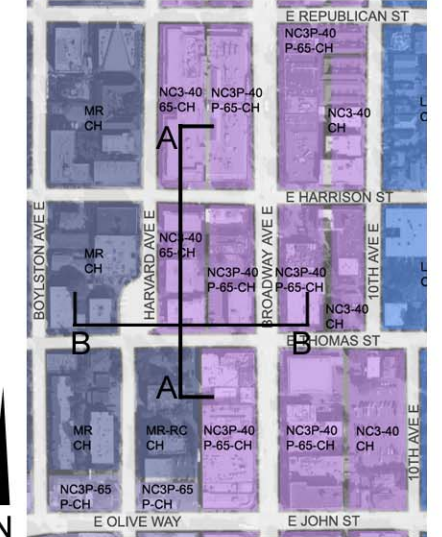 E REPUBLICAN ST
NC3P-40
P-65-CH
NC3-40
65-CH
NC3P-40
P-65-CH
MR
CH
NC3-40
CH
L
C
A
E HARRISON ST
BOYLSTON AVE E
HARVARD AVE E
BROADWAY AVE E
10TH AVE E
NC3-40
65-CH
MR
CH
NC3P-40
P-65-CH
NC3P-40
P-65-CH
L
C
NC3-40
CH
B
B
E THOMAS ST
A
MR
CH
MR-RC
CH
NC3P-40
P-65-CH
NC3P-40
P-65-CH
NC3-40
CH
10TH AVE E
NC3P-65
P-CH
NC3P-65
P-CH
N
E OLIVE WAY
E JOHN ST